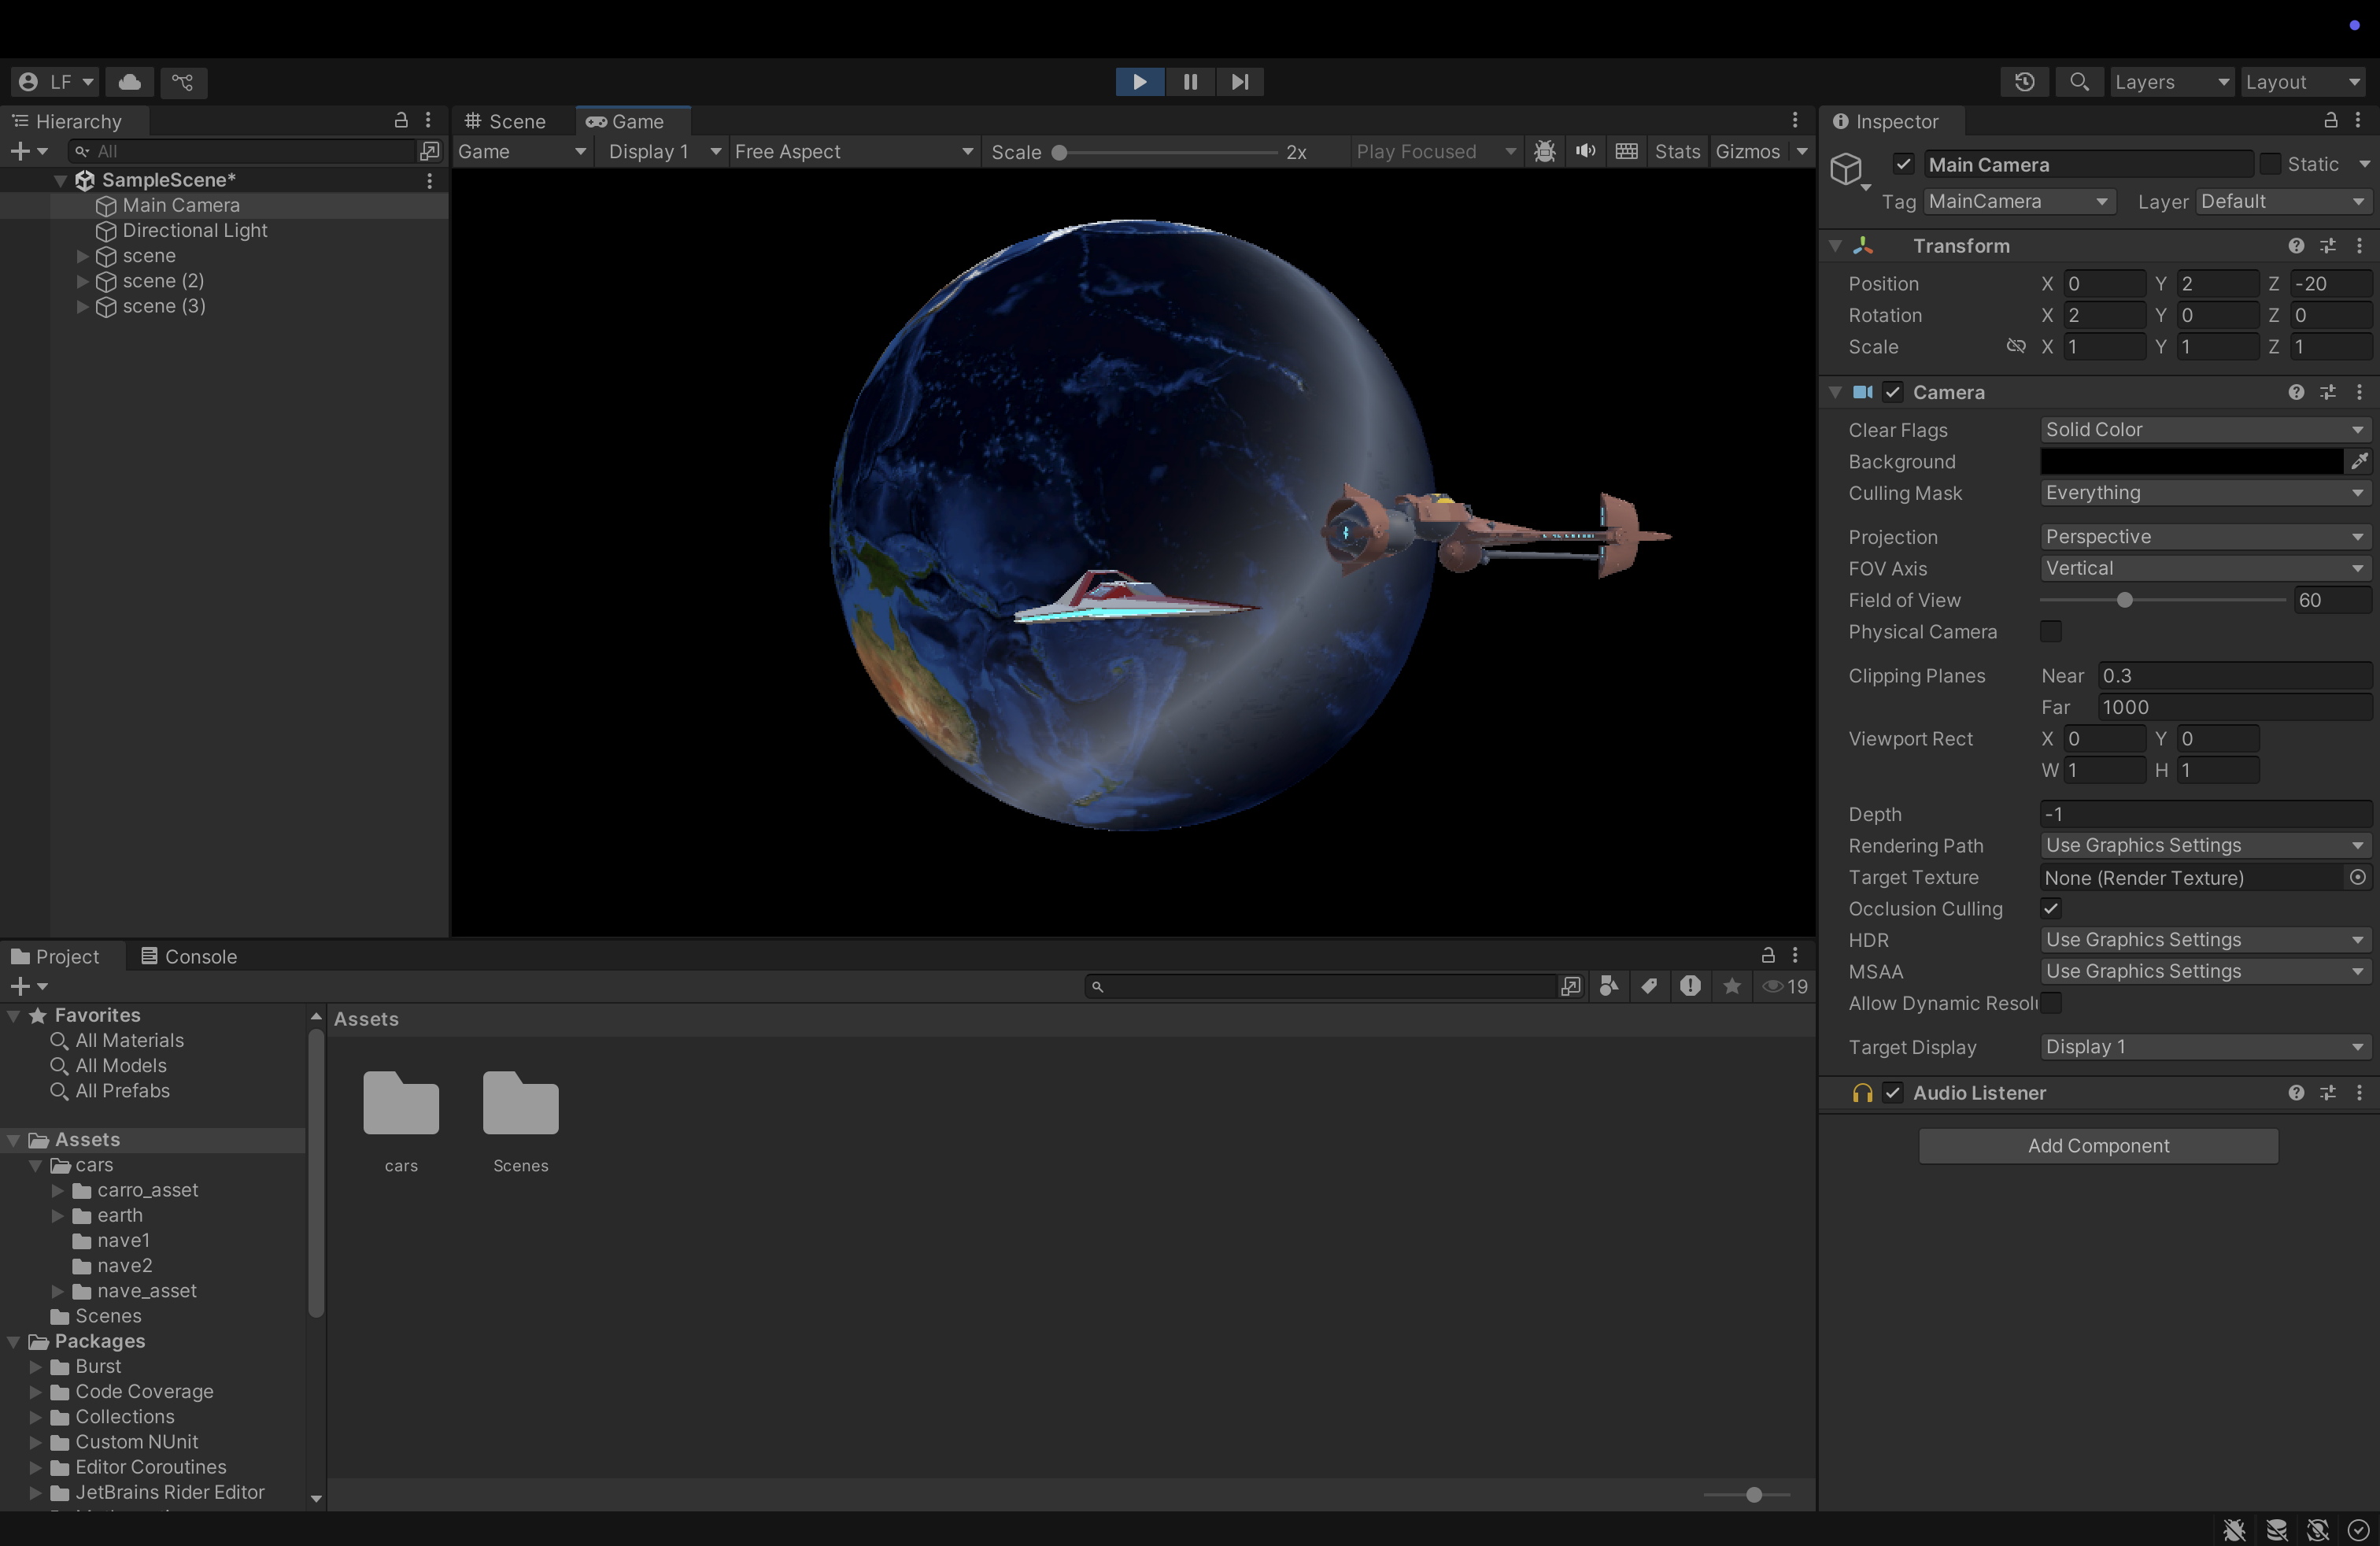 LF
Layers
Layout
Hierarchy
All
SampleScene*
Main Camera
Directional Light
scene
scene (2)
scene (3)
Scene
Game
Game
Display 1
Free Aspect
Scale
2x
Play Focused
Stats
Gizmos
Inspector
Main Camera
Static
Tag MainCamera Layer Default
Transform
Position X 0 Y 2 Z -20
Rotation X 2 Y 0 Z 0
Scale X 1 Y 1 Z 1
Camera
Clear Flags Solid Color
Background
Culling Mask Everything
Projection Perspective
FOV Axis Vertical
Field of View 60
Physical Camera
Clipping Planes Near 0.3
Far 1000
Viewport Rect X 0 Y 0
W 1 H 1
Depth -1
Rendering Path Use Graphics Settings
Target Texture None (Render Texture)
Occlusion Culling
HDR Use Graphics Settings
MSAA Use Graphics Settings
Allow Dynamic Resol
Target Display Display 1
Audio Listener
Add Component
Project
Console
19
Favorites
All Materials
All Models
All Prefabs
Assets
cars
carro_asset
earth
nave1
nave2
nave_asset
Scenes
Packages
Burst
Code Coverage
Collections
Custom NUnit
Editor Coroutines
JetBrains Rider Editor
Assets
cars
Scenes